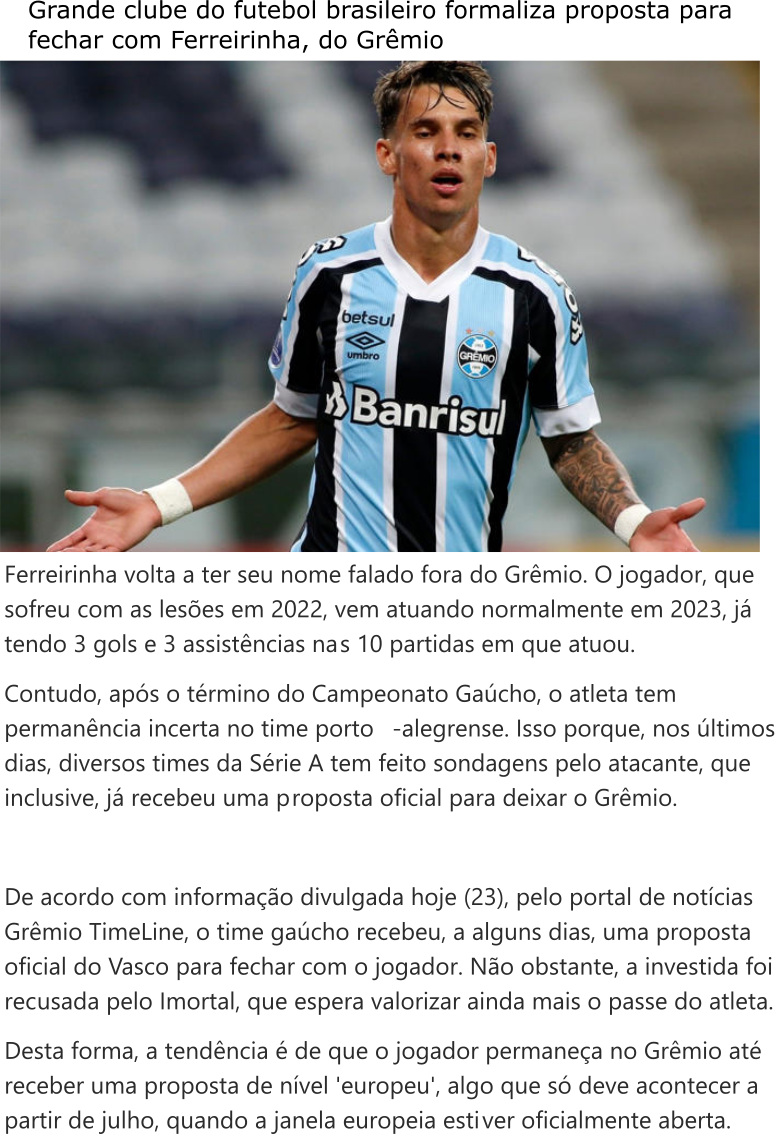 Grande clube do futebol brasileiro formaliza proposta para
fechar com Ferreirinha, do Grêmio
betsul
umbro
GRÊMIO
Banrisul
Ferreirinha volta a ter seu nome falado fora do Grêmio. O jogador, que
sofreu com as lesões em 2022, vem atuando normalmente em 2023, já
tendo 3 gols e 3 assistências nas 10 partidas em que atuou.
Contudo, após o término do Campeonato Gaúcho, o atleta tem
permanência incerta no time porto -alegrense. Isso porque, nos últimos
dias, diversos times da Série A tem feito sondagens pelo atacante, que
inclusive, já recebeu uma proposta oficial para deixar o Grêmio.
De acordo com informação divulgada hoje (23), pelo portal de notícias
Grêmio TimeLine, o time gaúcho recebeu, a alguns dias, uma proposta
oficial do Vasco para fechar com o jogador. Não obstante, a investida foi
recusada pelo Imortal, que espera valorizar ainda mais o passe do atleta.
Desta forma, a tendência é de que o jogador permaneça no Grêmio até
receber uma proposta de nível 'europeu', algo que só deve acontecer a
partir de julho, quando a janela europeia estiver oficialmente aberta.